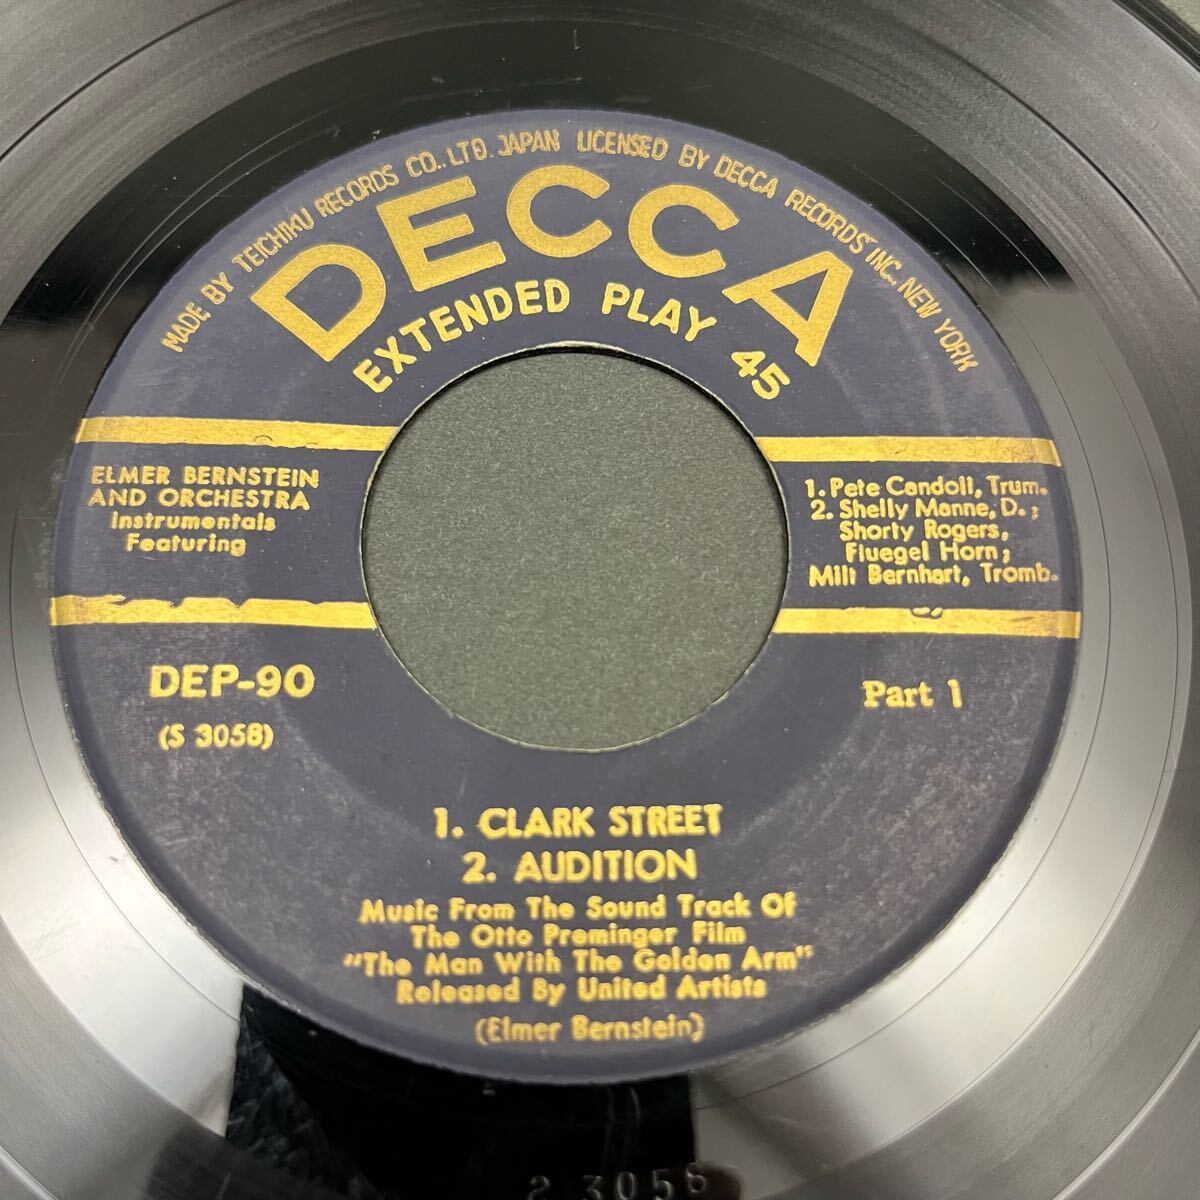 MADE BY TEICHIKU RECORDS CO., LTD. JAPAN LICENSED BY DECCA RECORDS INC, NEW YORK
DECCA
EXTENDED PLAY 45
ELMER BERNSTEIN
AND ORCHESTRA
Instrumentals
Featuring
1. Pete Candoli, Trum.
2. Shelly Manne, D.;
Shorty Rogers,
Fluegel Horn;
Milt Bernhart, Tromb.
DEP-90
(S 3058)
Part 1
1. CLARK STREET
2. AUDITION
Music From The Sound Track Of
The Otto Preminger Film
"The Man With The Golden Arm"
Released By United Artists
(Elmer Bernstein)
3058